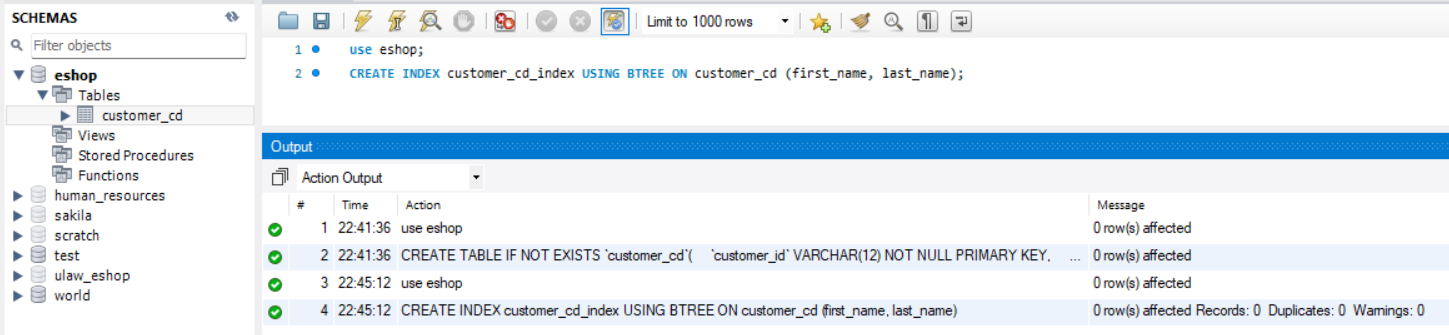 SCHEMAS
Filter objects
eshop
Tables
customer_cd
Views
Stored Procedures
Functions
human_resources
sakila
scratch
test
ulaw_eshop
world
Limit to 1000 rows
1 use eshop;
2 CREATE INDEX customer_cd_index USING BTREE ON customer_cd (first_name, last_name);
Output
Action Output
# Time Action Message
1 22:41:36 use eshop 0 row(s) affected
2 22:41:36 CREATE TABLE IF NOT EXISTS `customer_cd`( `customer_id` VARCHAR(12) NOT NULL PRIMARY KEY, ... 0 row(s) affected
3 22:45:12 use eshop 0 row(s) affected
4 22:45:12 CREATE INDEX customer_cd_index USING BTREE ON customer_cd (first_name, last_name) 0 row(s) affected Records: 0 Duplicates: 0 Warnings: 0